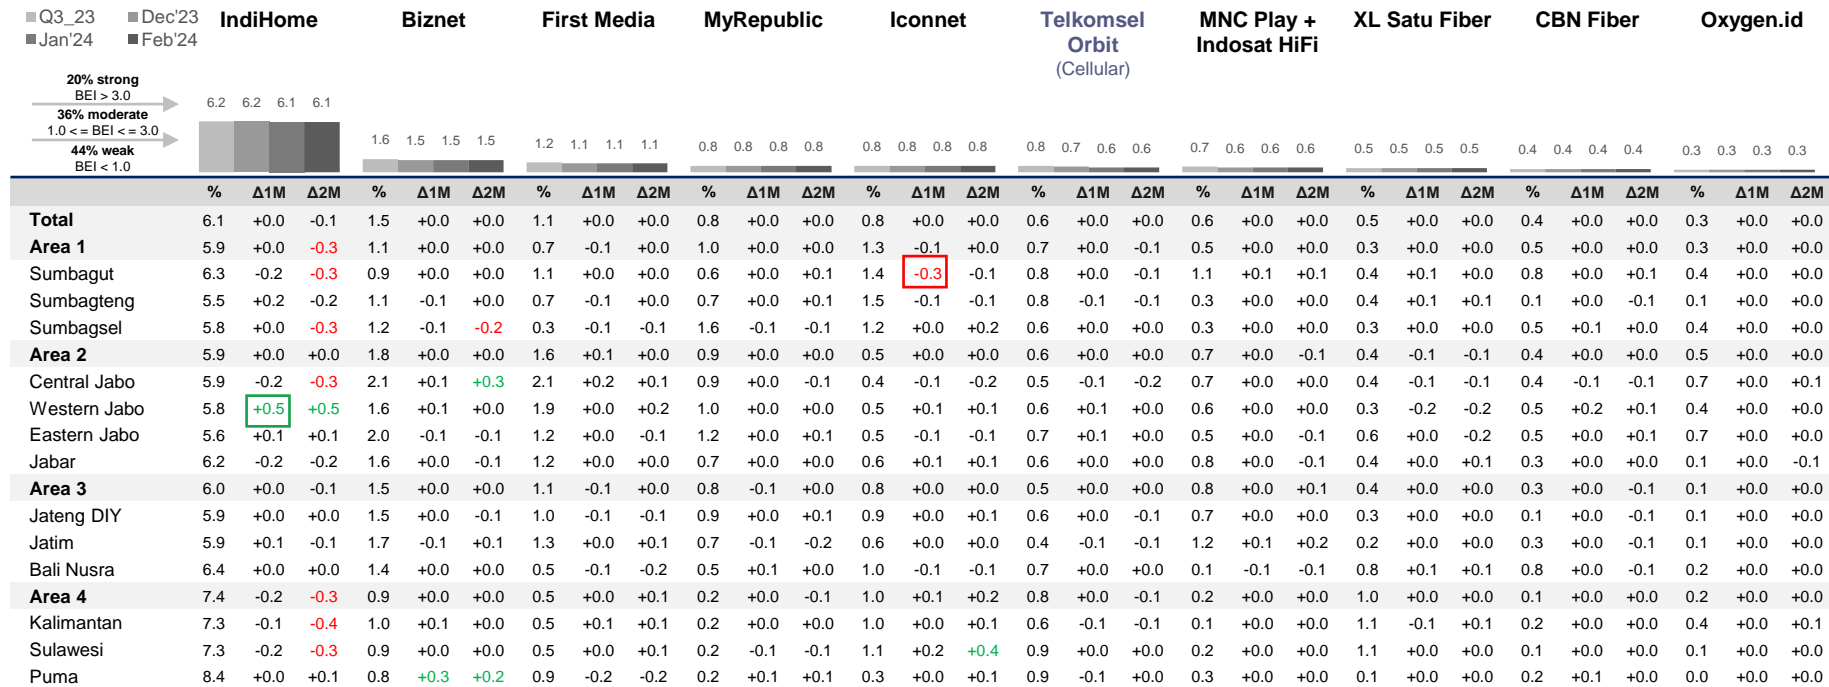 Q3_23 Dec'23 IndiHome Biznet First Media MyRepublic Iconnet Telkomsel MNC Play + XL Satu Fiber CBN Fiber Oxygen.id
Jan'24 Feb'24 Orbit Indosat HiFi
(Cellular)
20% strong
BEI > 3.0
6.2 6.2 6.1 6.1
36% moderate
1.0 < = BEI < = 3.0
1.6 1.5 1.5 1.5 1.2 1.1 1.1 1.1 0.8 0.8 0.8 0.8 0.8 0.8 0.8 0.8 0.8 0.7 0.6 0.6 0.7 0.6 0.6 0.6 0.5 0.5 0.5 0.5 0.4 0.4 0.4 0.4 0.3 0.3 0.3 0.3
44% weak
BEI < 1.0
% Δ1M Δ2M % Δ1M Δ2M % Δ1M Δ2M % Δ1M Δ2M % Δ1M Δ2M % Δ1M Δ2M % Δ1M Δ2M % Δ1M Δ2M % Δ1M Δ2M % Δ1M Δ2M
Total 6.1 +0.0 -0.1 1.5 +0.0 +0.0 1.1 +0.0 +0.0 0.8 +0.0 +0.0 0.8 +0.0 +0.0 0.6 +0.0 +0.0 0.6 +0.0 +0.0 0.5 +0.0 +0.0 0.4 +0.0 +0.0 0.3 +0.0 +0.0
Area 1 5.9 +0.0 -0.3 1.1 +0.0 +0.0 0.7 -0.1 +0.0 1.0 +0.0 +0.0 1.3 -0.1 +0.0 0.7 +0.0 -0.1 0.5 +0.0 +0.0 0.3 +0.0 +0.0 0.5 +0.0 +0.0 0.3 +0.0 +0.0
Sumbagut 6.3 -0.2 -0.3 0.9 +0.0 +0.0 1.1 +0.0 +0.0 0.6 +0.0 +0.1 1.4 -0.3 -0.1 0.8 +0.0 -0.1 1.1 +0.1 +0.1 0.4 +0.1 +0.0 0.8 +0.0 +0.1 0.4 +0.0 +0.0
Sumbagteng 5.5 +0.2 -0.2 1.1 -0.1 +0.0 0.7 -0.1 +0.0 0.7 +0.0 +0.1 1.5 -0.1 -0.1 0.8 -0.1 -0.1 0.3 +0.0 +0.0 0.4 +0.1 +0.1 0.1 +0.0 -0.1 0.1 +0.0 +0.0
Sumbagsel 5.8 +0.0 -0.3 1.2 -0.1 -0.2 0.3 -0.1 -0.1 1.6 -0.1 -0.1 1.2 +0.0 +0.2 0.6 +0.0 -0.1 0.3 +0.0 +0.0 0.3 +0.0 +0.0 0.5 +0.1 +0.0 0.4 +0.0 +0.0
Area 2 5.9 +0.0 +0.0 1.8 +0.0 +0.0 1.6 +0.1 +0.0 0.9 +0.0 +0.0 0.5 +0.0 +0.0 0.6 +0.0 +0.0 0.7 +0.0 -0.1 0.4 -0.1 -0.1 0.4 +0.0 +0.0 0.5 +0.0 +0.0
Central Jabo 5.9 -0.2 -0.3 2.1 +0.1 +0.3 2.1 +0.2 +0.1 0.9 +0.0 -0.1 0.4 -0.1 -0.2 0.5 -0.1 -0.2 0.7 +0.0 +0.0 0.4 -0.1 -0.1 0.4 -0.1 -0.1 0.7 +0.0 +0.1
Western Jabo 5.8 +0.5 +0.5 1.6 +0.1 +0.0 1.9 +0.0 +0.2 1.0 +0.0 +0.0 0.5 +0.1 +0.1 0.6 +0.1 +0.0 0.6 +0.0 +0.0 0.3 -0.2 -0.2 0.5 +0.2 +0.1 0.4 +0.0 +0.0
Eastern Jabo 5.6 +0.1 +0.1 2.0 -0.1 -0.1 1.2 +0.0 -0.1 1.2 +0.0 +0.0 0.5 -0.1 -0.1 0.7 +0.1 +0.0 0.5 +0.0 -0.1 0.6 +0.0 -0.2 0.5 +0.0 +0.1 0.7 +0.0 +0.0
Jabar 6.2 -0.2 -0.2 1.6 +0.0 -0.1 1.2 +0.0 +0.0 0.7 +0.0 +0.0 0.6 +0.1 +0.1 0.6 +0.0 +0.0 0.8 +0.0 -0.1 0.4 +0.0 +0.1 0.3 +0.0 +0.0 0.1 +0.0 -0.1
Area 3 6.0 +0.0 -0.1 1.5 +0.0 +0.0 1.1 -0.1 +0.0 0.8 -0.1 +0.0 0.8 +0.0 +0.0 0.5 +0.0 +0.0 0.8 +0.0 +0.1 0.4 +0.0 +0.0 0.3 +0.0 -0.1 0.1 +0.0 +0.0
Jateng DIY 5.9 +0.0 +0.0 1.5 +0.0 -0.1 1.0 -0.1 -0.1 0.9 +0.0 +0.1 0.9 +0.0 +0.1 0.6 +0.0 -0.1 0.7 +0.0 +0.0 0.3 +0.0 +0.0 0.1 +0.0 -0.1 0.1 +0.0 +0.0
Jatim 5.9 +0.1 -0.1 1.7 -0.1 +0.1 1.3 +0.0 +0.1 0.7 -0.1 -0.2 0.6 +0.0 +0.0 0.4 -0.1 -0.1 1.2 +0.1 +0.2 0.2 +0.0 +0.0 0.3 +0.0 -0.1 0.1 +0.0 +0.0
Bali Nusra 6.4 +0.0 +0.0 1.4 +0.0 +0.0 0.5 -0.1 -0.2 0.5 +0.1 +0.0 1.0 -0.1 -0.1 0.7 +0.0 +0.0 0.1 -0.1 -0.1 0.8 +0.1 +0.1 0.8 +0.0 -0.1 0.2 +0.0 +0.0
Area 4 7.4 -0.2 -0.3 0.9 +0.0 +0.0 0.5 +0.0 +0.1 0.2 +0.0 -0.1 1.0 +0.1 +0.2 0.8 +0.0 -0.1 0.2 +0.0 +0.0 1.0 +0.0 +0.0 0.1 +0.0 +0.0 0.2 +0.0 +0.0
Kalimantan 7.3 -0.1 -0.4 1.0 +0.1 +0.0 0.5 +0.1 +0.1 0.2 +0.0 +0.0 1.0 +0.0 +0.1 0.6 -0.1 -0.1 0.1 +0.0 +0.0 1.1 -0.1 +0.1 0.2 +0.0 +0.0 0.4 +0.0 +0.1
Sulawesi 7.3 -0.2 -0.3 0.9 +0.0 +0.0 0.5 +0.0 +0.1 0.2 -0.1 -0.1 1.1 +0.2 +0.4 0.9 +0.0 +0.0 0.2 +0.0 +0.0 1.1 +0.0 +0.0 0.1 +0.0 +0.0 0.1 +0.0 +0.0
Puma 8.4 +0.0 +0.1 0.8 +0.3 +0.2 0.9 -0.2 -0.2 0.2 +0.1 +0.1 0.3 +0.0 +0.1 0.9 -0.1 +0.0 0.3 +0.0 +0.0 0.1 +0.0 +0.0 0.2 +0.1 +0.0 0.0 +0.0 +0.0